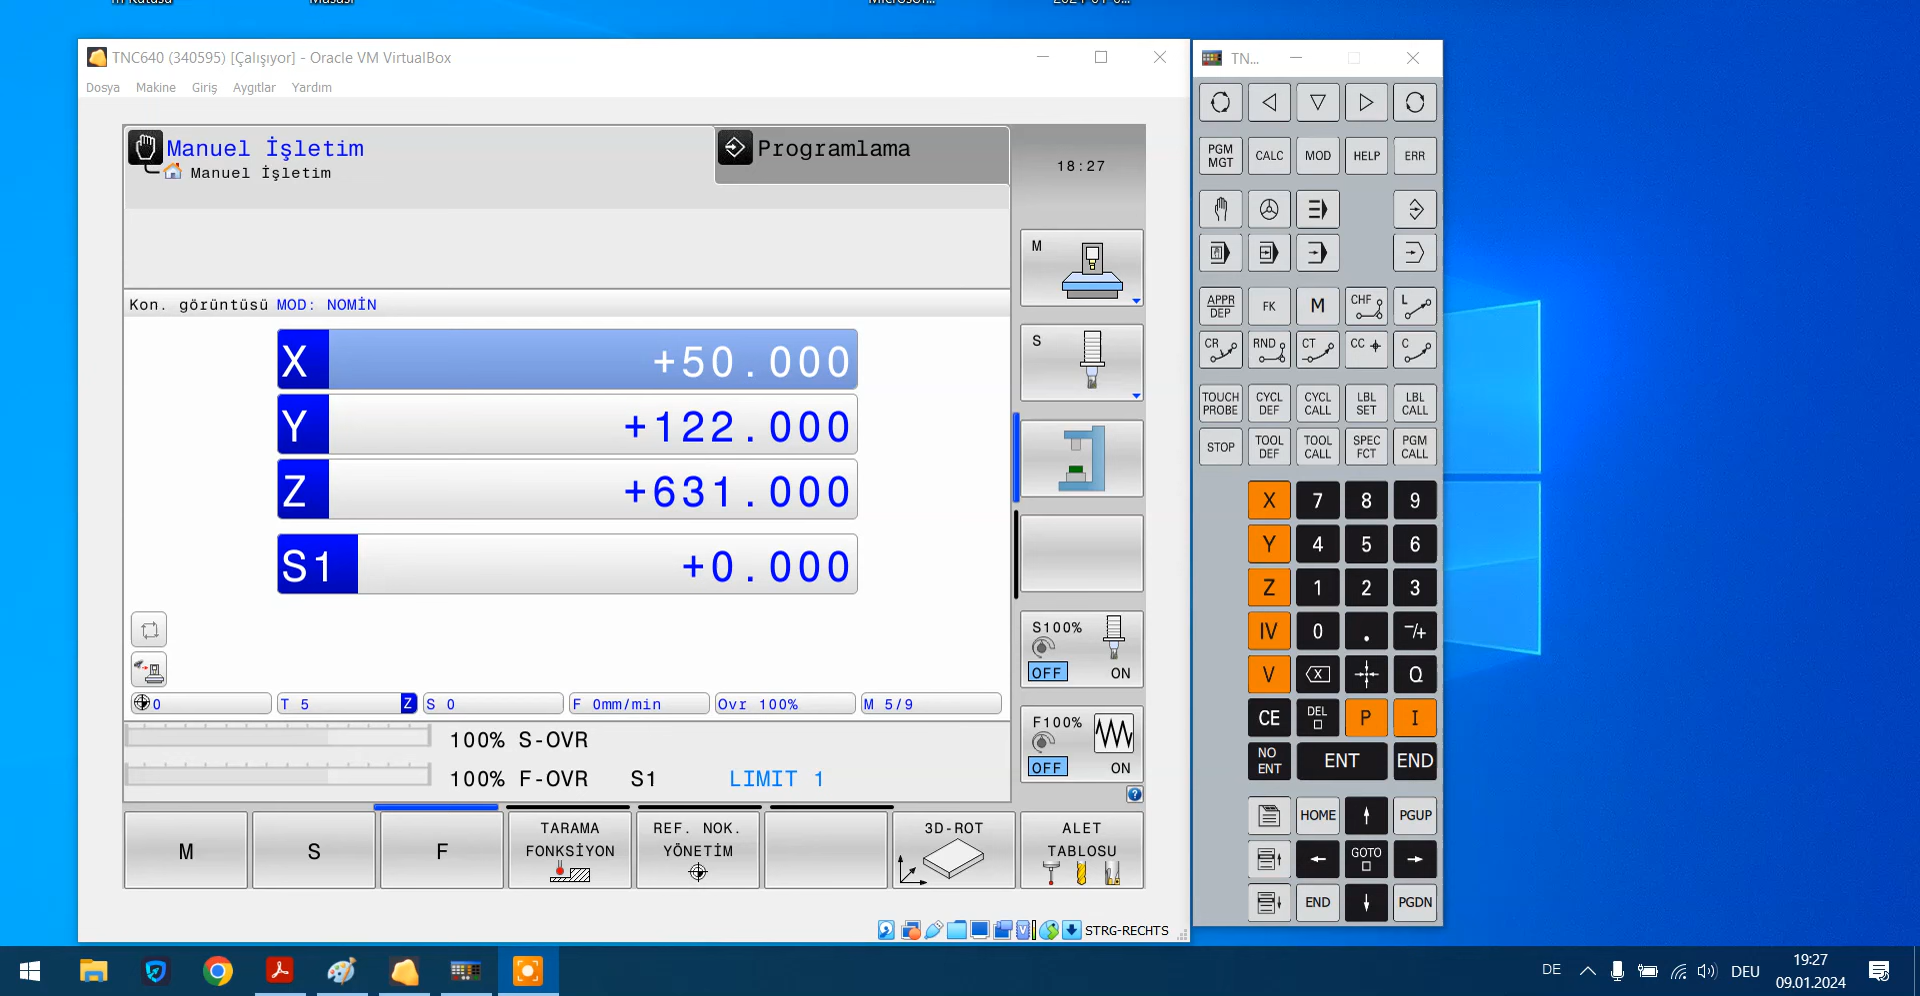 TNC640 (340595) [Çalışıyor] - Oracle VM VirtualBox
Dosya Makine Giriş Aygıtlar Yardım
Manuel İşletim
Manuel İşletim
Programlama
18:27
Kon. görüntüsü MOD: NOMİN
X +50.000
Y +122.000
Z +631.000
S1 +0.000
0 T 5 Z S 0 F 0mm/min Ovr 100% M 5/9
100% S-OVR
100% F-OVR S1 LIMIT 1
M
S
S100%
OFF ON
F100%
OFF ON
M
S
F
TARAMA
FONKSİYON
REF. NOK.
YÖNETİM
3D-ROT
ALET
TABLOSU
STRG-RECHTS
TN...
PGM
MGT
CALC
MOD
HELP
ERR
APPR
DEP
FK
M
CHF
L
CR
RND
CT
CC
C
TOUCH
PROBE
CYCL
DEF
CYCL
CALL
LBL
SET
LBL
CALL
STOP
TOOL
DEF
TOOL
CALL
SPEC
FCT
PGM
CALL
X 7 8 9
Y 4 5 6
Z 1 2 3
IV 0 . -/+
V Q
CE
DEL
P I
NO
ENT
ENT
END
HOME
PGUP
GOTO
END
PGDN
DE
DEU
19:27
09.01.2024